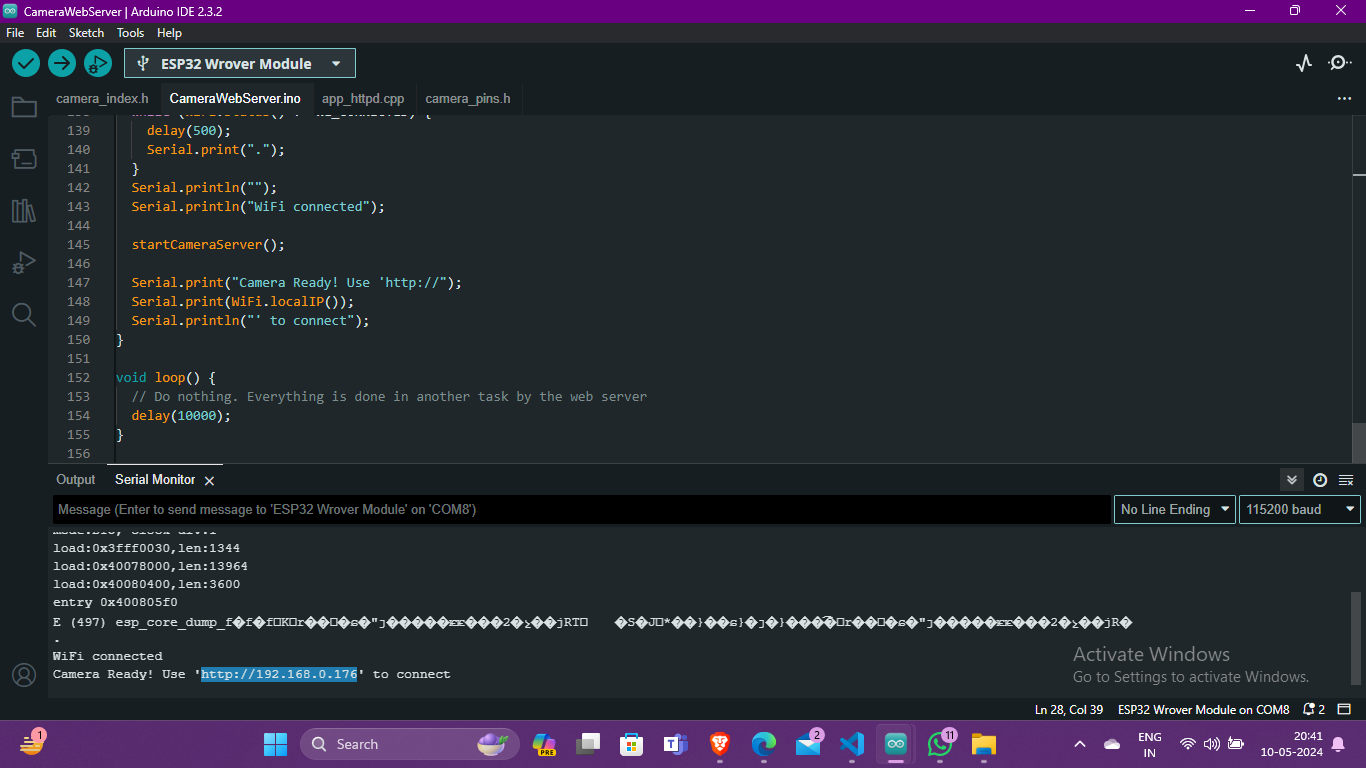 CameraWebServer | Arduino IDE 2.3.2
File Edit Sketch Tools Help
ESP32 Wrover Module
camera_index.h CameraWebServer.ino app_httpd.cpp camera_pins.h
139 delay(500);
140 Serial.print(".");
141 }
142 Serial.println("");
143 Serial.println("WiFi connected");
144
145 startCameraServer();
146
147 Serial.print("Camera Ready! Use 'http://");
148 Serial.print(WiFi.localIP());
149 Serial.println("' to connect");
150 }
151
152 void loop() {
153 // Do nothing. Everything is done in another task by the web server
154 delay(10000);
155 }
156
Output Serial Monitor
Message (Enter to send message to 'ESP32 Wrover Module' on 'COM8')
No Line Ending 115200 baud
load:0x3fff0030,len:1344
load:0x40078000,len:13964
load:0x40080400,len:3600
entry 0x400805f0
E (497) esp_core_dump_f
.
WiFi connected
Camera Ready! Use 'http://192.168.0.176' to connect
Activate Windows
Go to Settings to activate Windows.
Ln 28, Col 39 ESP32 Wrover Module on COM8 2
1
Search
PRE
2
11
ENG
IN
20:41
10-05-2024